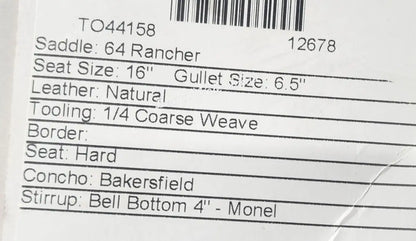 TO44158
12678
Saddle: 64 Rancher
Seat Size: 16" Gullet Size: 6.5"
Leather: Natural
Tooling: 1/4 Coarse Weave
Border:
Seat: Hard
Concho: Bakersfield
Stirrup: Bell Bottom 4" - Monel